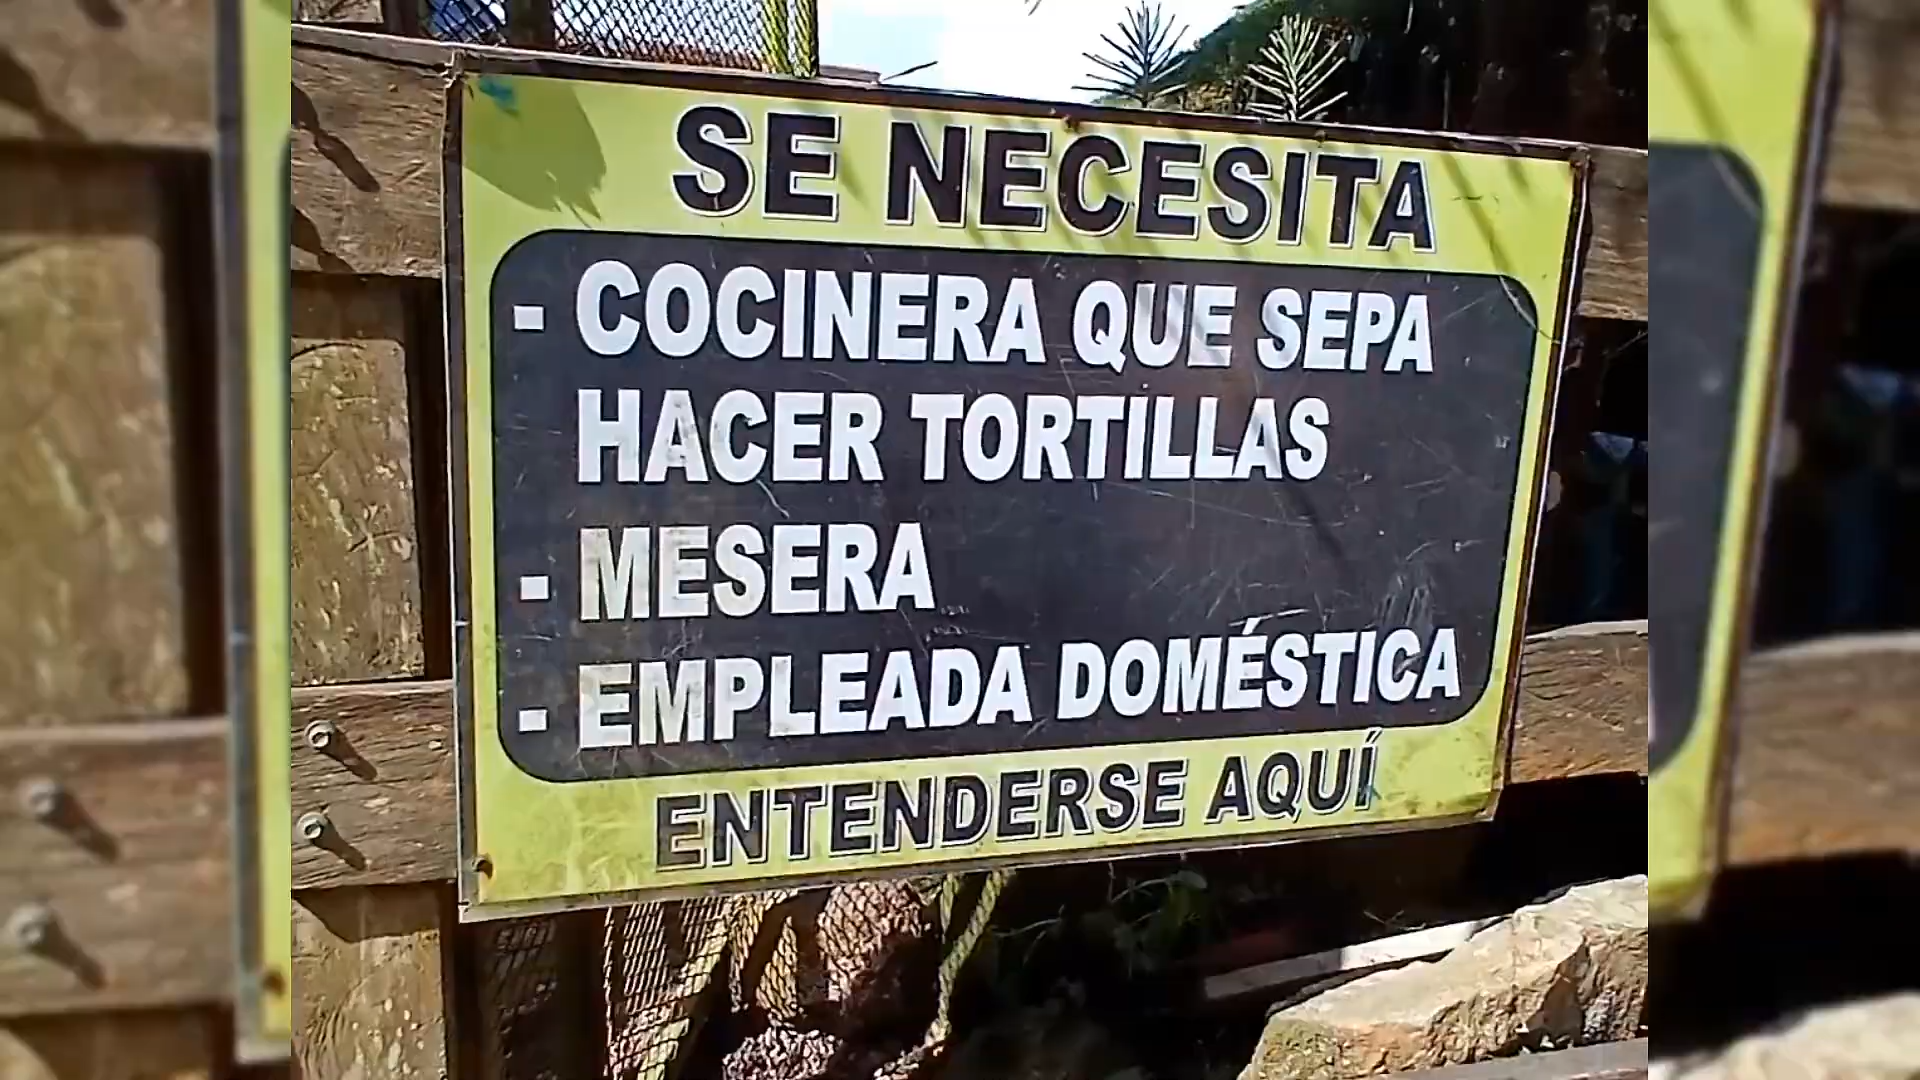 SE NECESITA
- COCINERA QUE SEPA
HACER TORTILLAS
- MESERA
- EMPLEADA DOMÉSTICA
ENTENDERSE AQUÍ